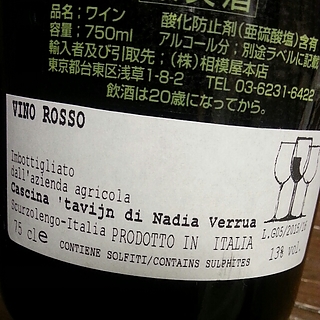 品名:ワイン 酸化防止剤(亜硫酸塩)含有
容量:750ml アルコール分:別途ラベルに記載
輸入者及び引取先:(株)相模屋本店
東京都台東区浅草1-8-2 TEL 03-6231-6422
飲酒は20歳になってから。
VINO ROSSO
Imbottigliato
dall'azienda agricola
Cascina 'tavijn di Nadia Verrua
Scurzolengo-Italia PRODOTTO IN ITALIA
75 cle
CONTIENE SOLFITI/CONTAINS SULPHITES
L.G05/2015/16
13% vol.